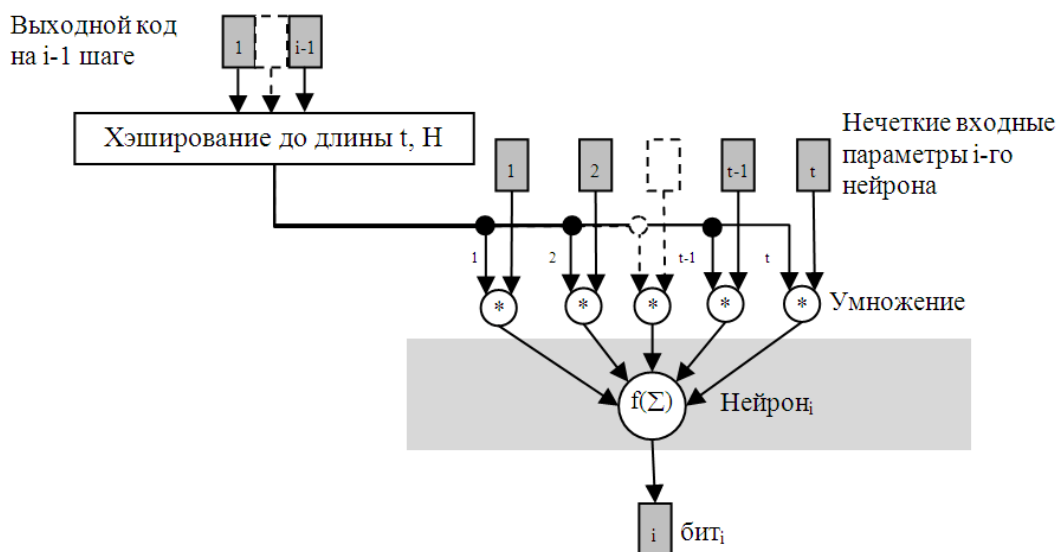 Выходной код
на i-1 шаге
1 i-1
Хэширование до длины t, H
Нечеткие входные
параметры i-го
нейрона
1 2 t-1 t
1 2 t-1 t
* * * * *
Умножение
f(Σ)
Нейронᵢ
i
битᵢ